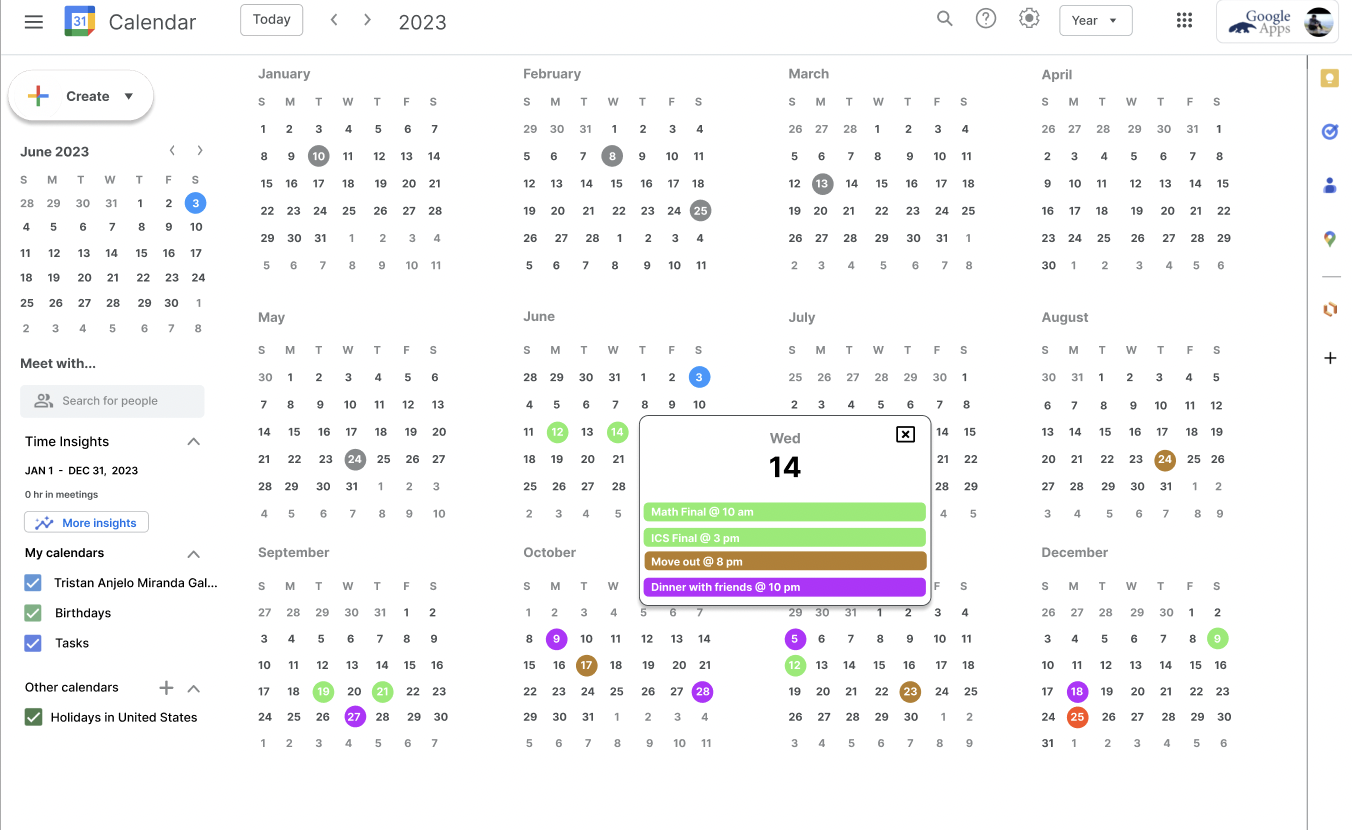 31 Calendar
Today
2023
?
Year
Google
Apps
Create
June 2023
S M T W T F S
28 29 30 31 1 2 3
4 5 6 7 8 9 10
11 12 13 14 15 16 17
18 19 20 21 22 23 24
25 26 27 28 29 30 1
2 3 4 5 6 7 8
Meet with...
Search for people
Time Insights
JAN 1 - DEC 31, 2023
0 hr in meetings
More insights
My calendars
Tristan Anjelo Miranda Gal...
Birthdays
Tasks
Other calendars
Holidays in United States
January
S M T W T F S
1 2 3 4 5 6 7
8 9 10 11 12 13 14
15 16 17 18 19 20 21
22 23 24 25 26 27 28
29 30 31 1 2 3 4
5 6 7 8 9 10 11
February
S M T W T F S
29 30 31 1 2 3 4
5 6 7 8 9 10 11
12 13 14 15 16 17 18
19 20 21 22 23 24 25
26 27 28 1 2 3 4
5 6 7 8 9 10 11
March
S M T W T F S
26 27 28 1 2 3 4
5 6 7 8 9 10 11
12 13 14 15 16 17 18
19 20 21 22 23 24 25
26 27 28 29 30 31 1
2 3 4 5 6 7 8
April
S M T W T F S
26 27 28 29 30 31 1
2 3 4 5 6 7 8
9 10 11 12 13 14 15
16 17 18 19 20 21 22
23 24 25 26 27 28 29
30 1 2 3 4 5 6
May
S M T W T F S
30 1 2 3 4 5 6
7 8 9 10 11 12 13
14 15 16 17 18 19 20
21 22 23 24 25 26 27
28 29 30 31 1 2 3
4 5 6 7 8 9 10
June
S M T W T F S
28 29 30 31 1 2 3
4 5 6 7 8 9 10
11 12 13 14
18 19 20 21
25 26 27 28
2 3 4 5
July
S M T W T F S
25 26 27 28 29 30 1
2 3 4 5 6 7 8
14 15
21 22
28 29
4 5
Wed
14
Math Final @ 10 am
ICS Final @ 3 pm
Move out @ 8 pm
Dinner with friends @ 10 pm
August
S M T W T F S
30 31 1 2 3 4 5
6 7 8 9 10 11 12
13 14 15 16 17 18 19
20 21 22 23 24 25 26
27 28 29 30 31 1 2
3 4 5 6 7 8 9
September
S M T W T F S
27 28 29 30 31 1 2
3 4 5 6 7 8 9
10 11 12 13 14 15 16
17 18 19 20 21 22 23
24 25 26 27 28 29 30
1 2 3 4 5 6 7
October
S M T W
1 2 3 4 5 6 7
8 9 10 11 12 13 14
15 16 17 18 19 20 21
22 23 24 25 26 27 28
29 30 31 1 2 3 4
5 6 7 8 9 10 11
F S
29 30 31 1 2 3 4
5 6 7 8 9 10 11
12 13 14 15 16 17 18
19 20 21 22 23 24 25
26 27 28 29 30 1 2
3 4 5 6 7 8 9
December
S M T W T F S
26 27 28 29 30 1 2
3 4 5 6 7 8 9
10 11 12 13 14 15 16
17 18 19 20 21 22 23
24 25 26 27 28 29 30
31 1 2 3 4 5 6